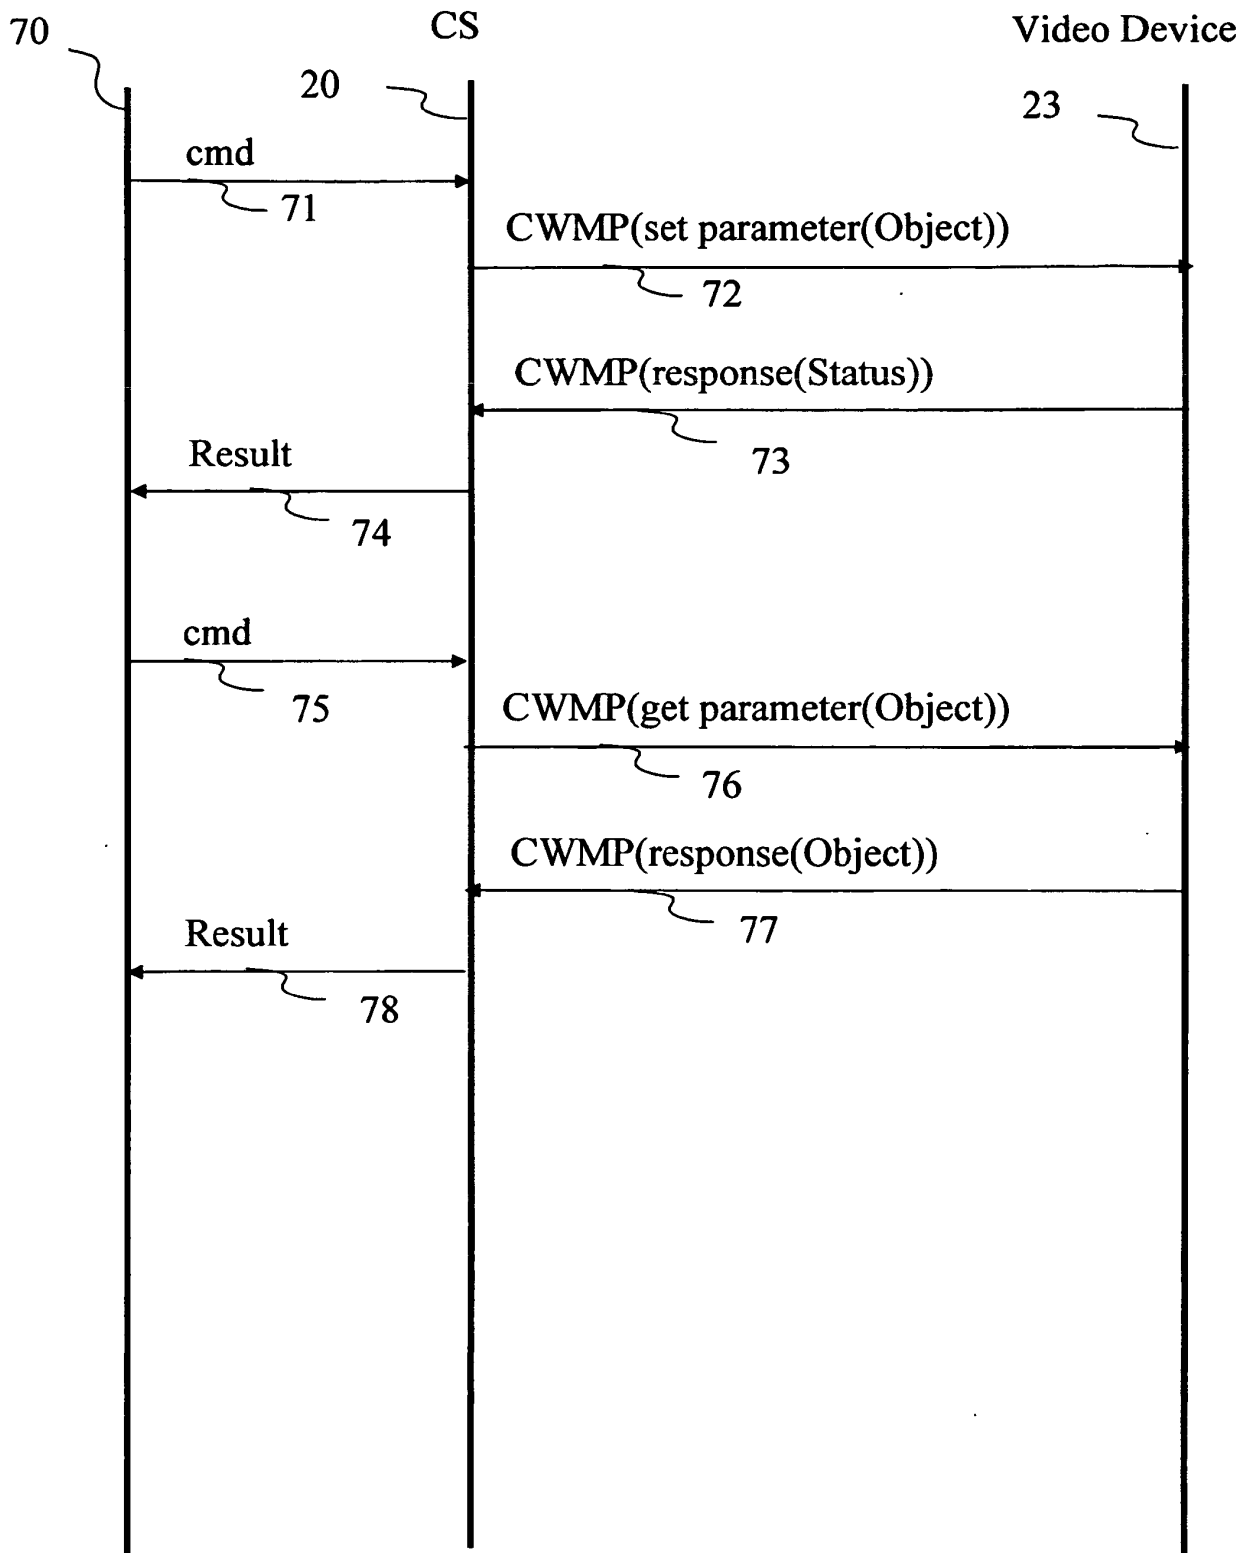 70
CS
Video Device
20
23
cmd
71
CWMP(set parameter(Object))
72
CWMP(response(Status))
73
Result
74
cmd
75
CWMP(get parameter(Object))
76
CWMP(response(Object))
77
Result
78